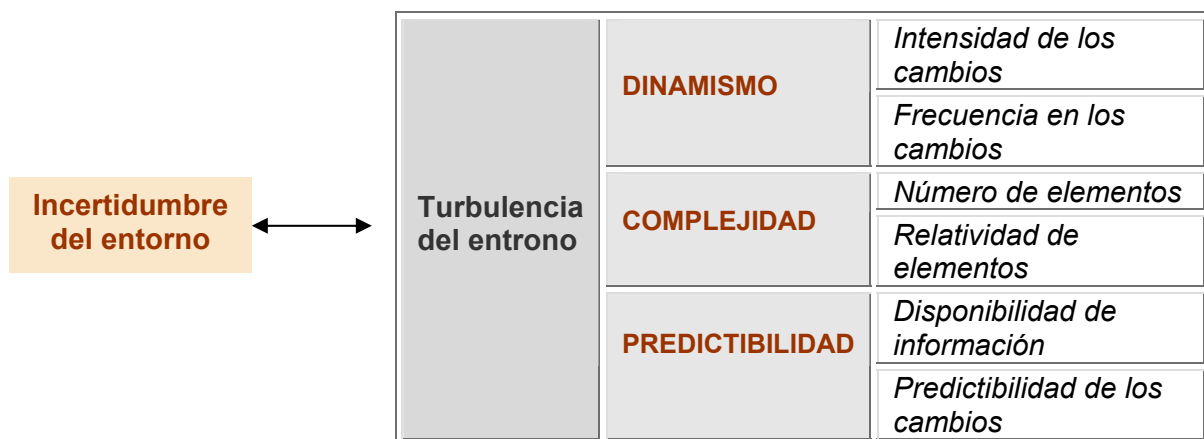 Incertidumbre
del entorno
Turbulencia
del entrono
DINAMISMO
Intensidad de los
cambios
Frecuencia en los
cambios
COMPLEJIDAD
Número de elementos
Relatividad de
elementos
PREDICTIBILIDAD
Disponibilidad de
información
Predictibilidad de los
cambios